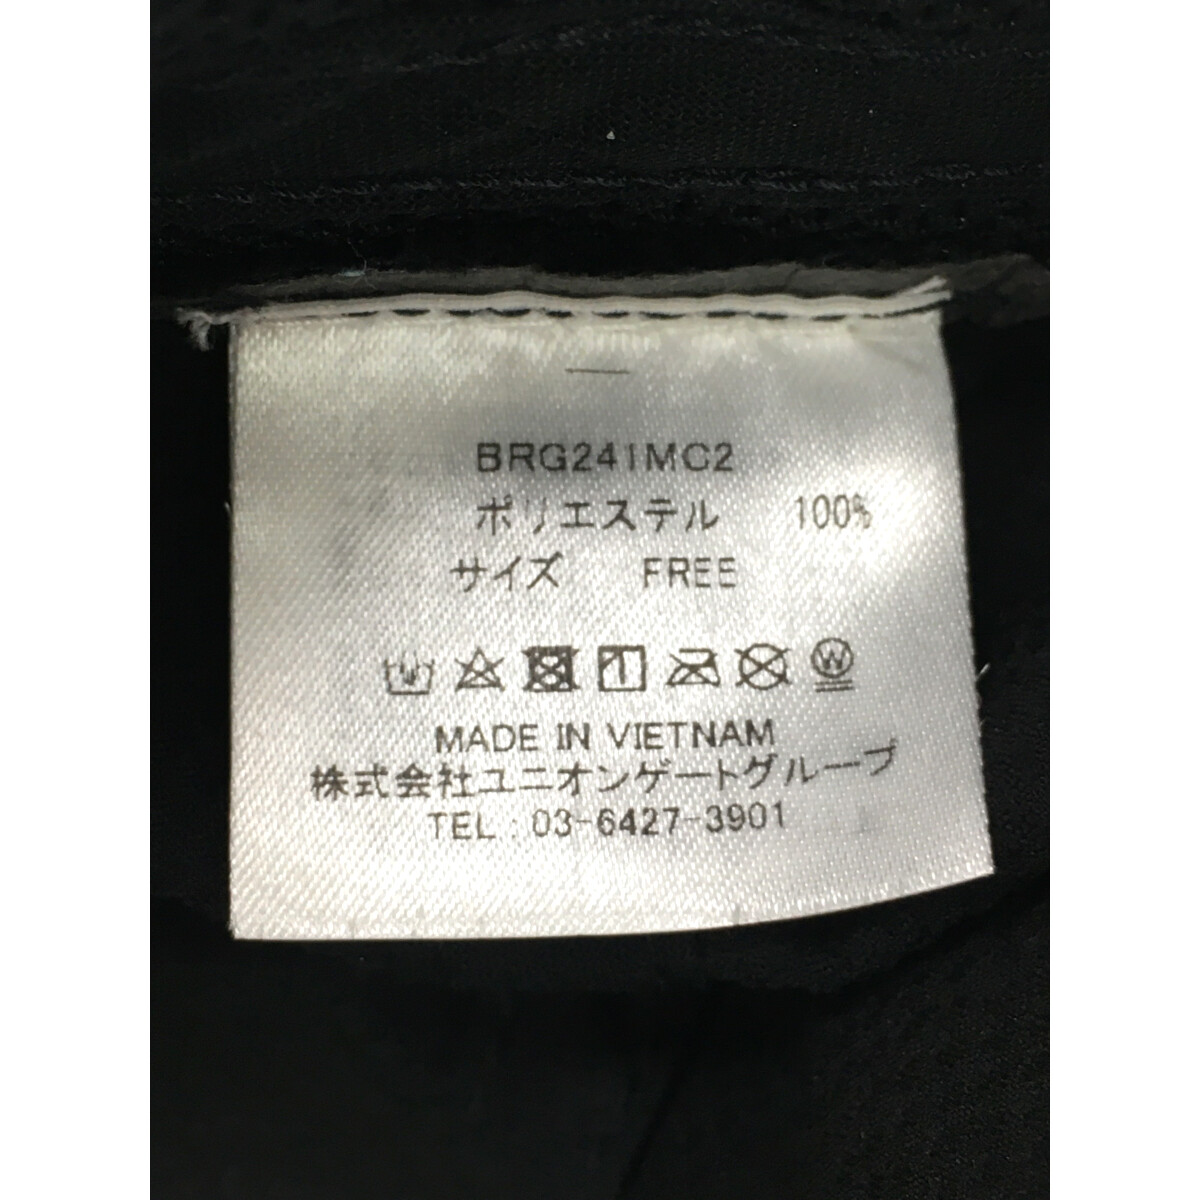 BRG241MC2
ポリエステル 100%
サイズ FREE
W
MADE IN VIETNAM
株式会社ユニオンゲートグループ
TEL : 03-6427-3901